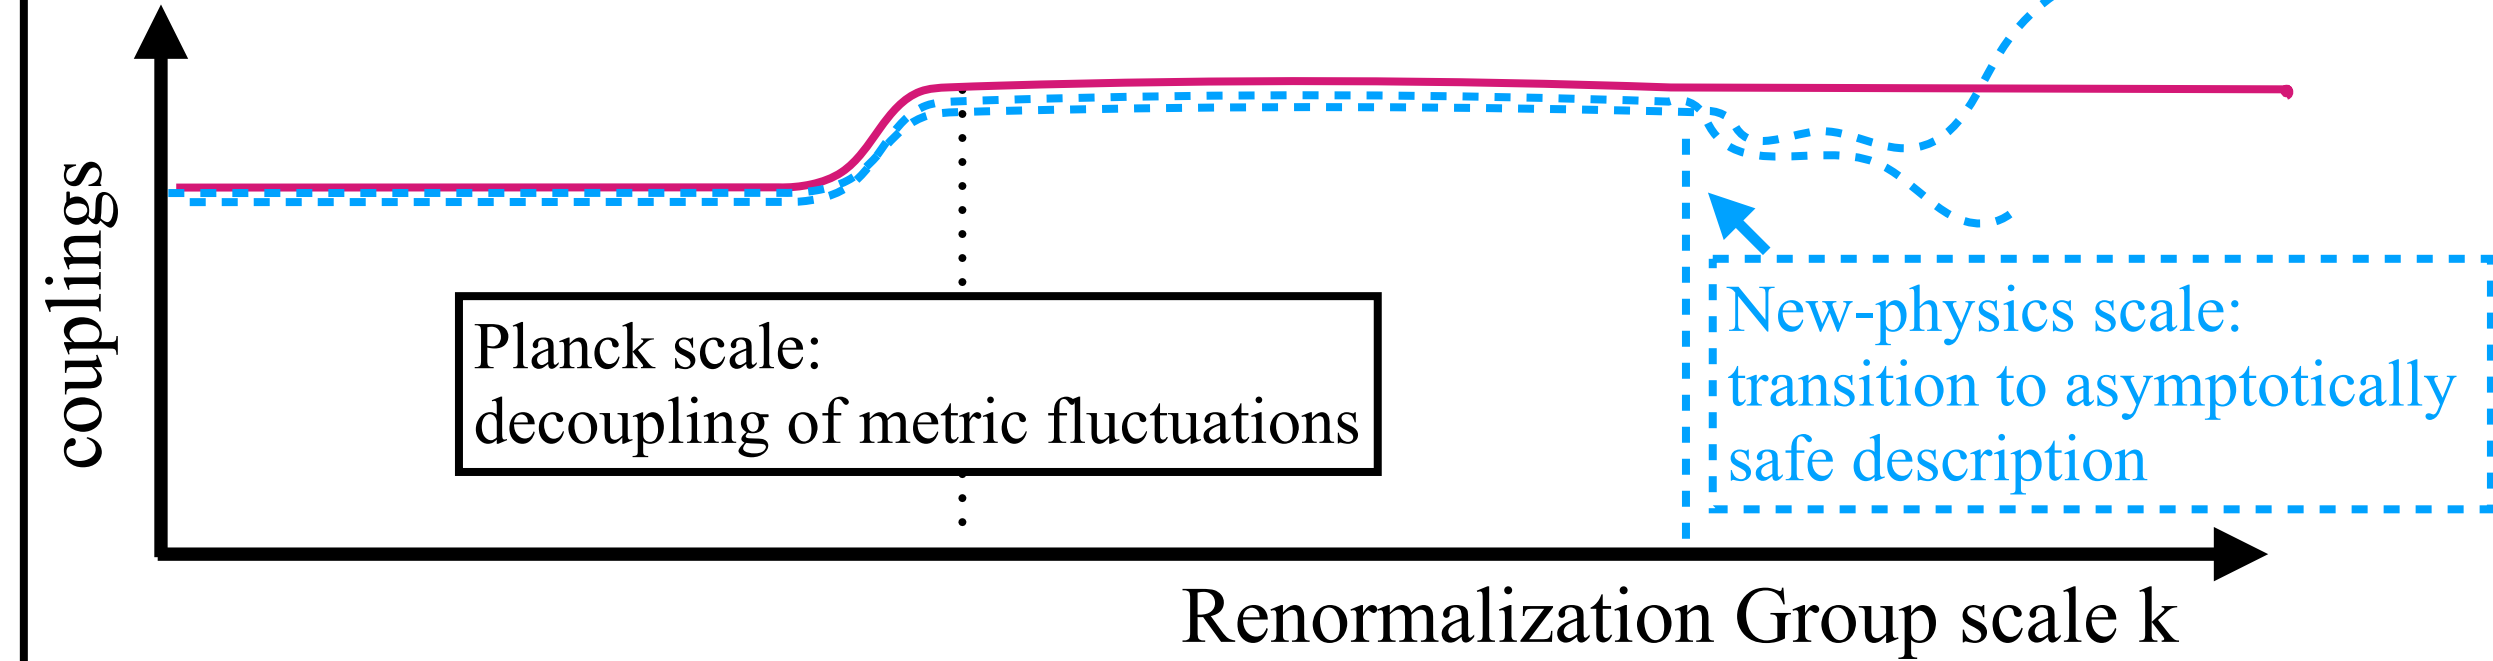 couplings
Planck scale:
decoupling of metric fluctuations
New-physics scale:
transition to asymptotically
safe description
Renormalization Group scale k